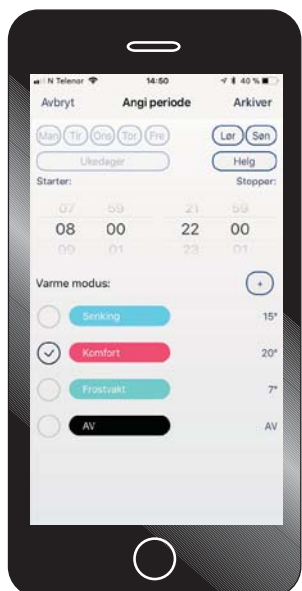 N Telenor 14:50 40 %
Avbryt Angi periode Arkiver
Man Tir Ons Tor Fre Lør Søn
Ukedager Helg
Starter: Stopper:
07 59 21 59
08 00 22 00
09 01 23 01
Varme modus: +
Senking 15°
Komfort 20°
Frostvakt 7°
AV AV